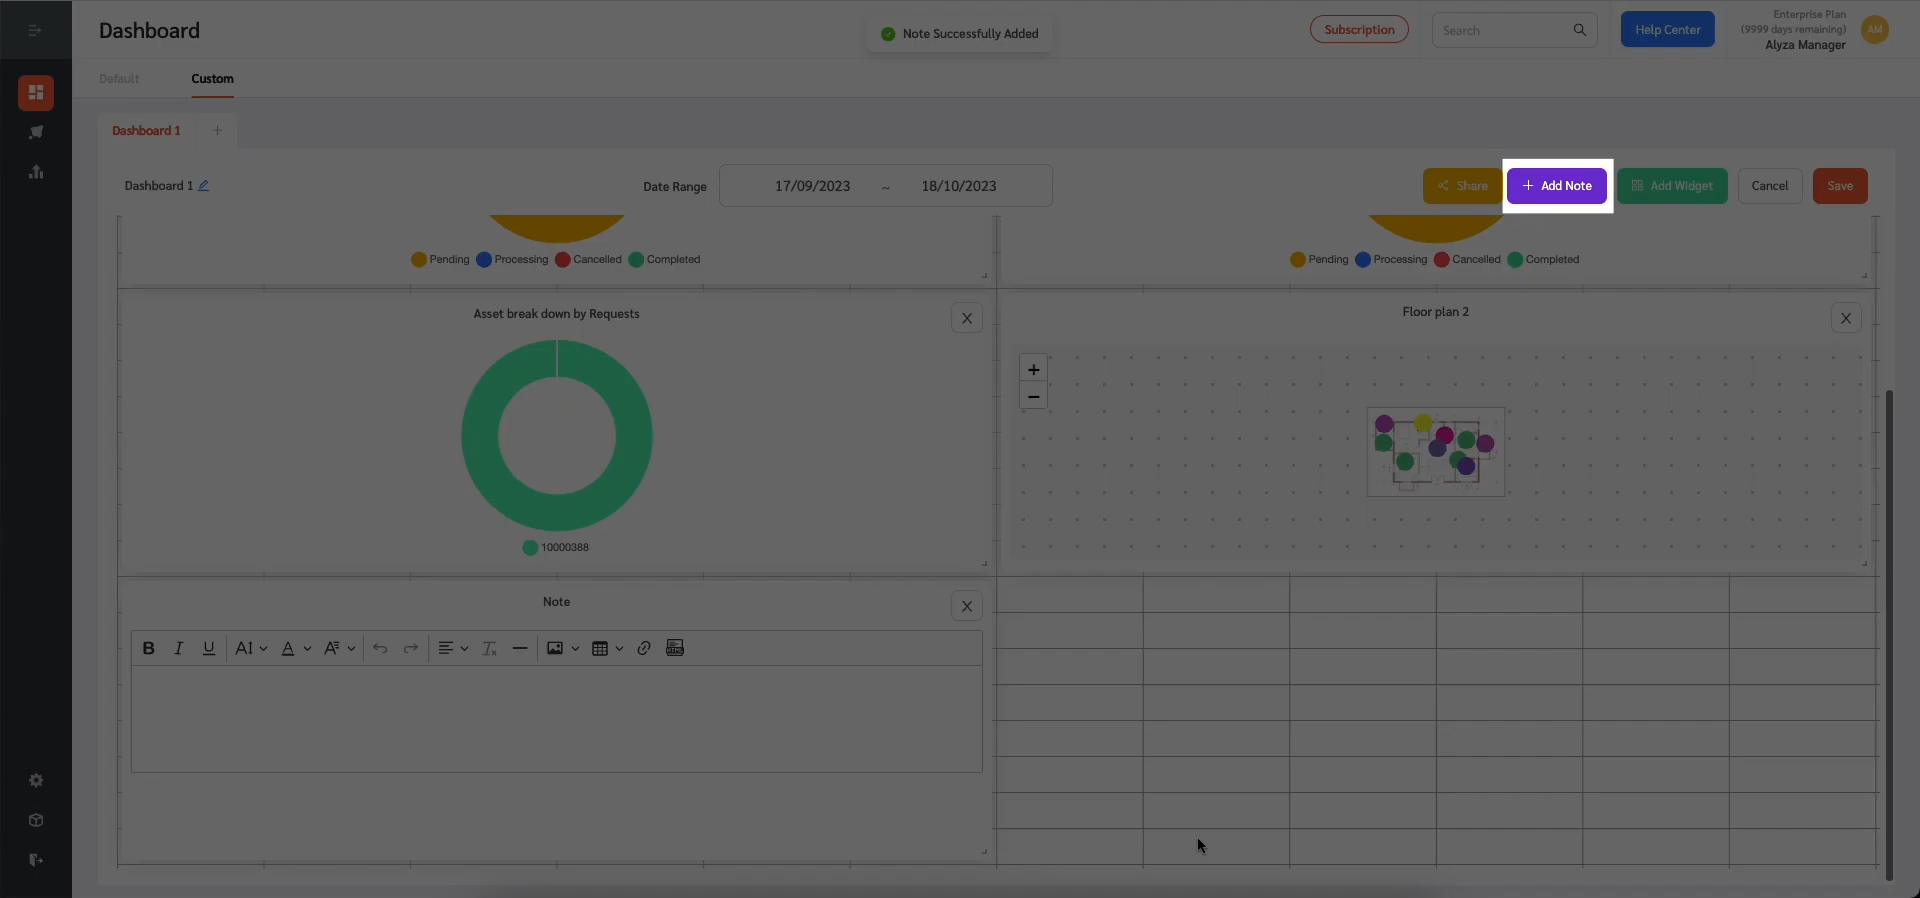 Dashboard
Note Successfully Added
Subscription
Search
Help Center
Enterprise Plan
(9999 days remaining)
Alyza Manager
AM
Default
Custom
Dashboard 1
+
Dashboard 1
Date Range
17/09/2023 ~ 18/10/2023
Share
+ Add Note
Add Widget
Cancel
Save
Pending Processing Cancelled Completed
Pending Processing Cancelled Completed
Asset break down by Requests
X
Floor plan 2
X
+
−
10000388
Note
X
B I U A A A
HTML